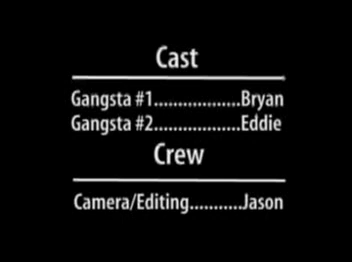 Cast
Gangsta #1..................Bryan
Gangsta #2..................Eddie
Crew
Camera/Editing...........Jason